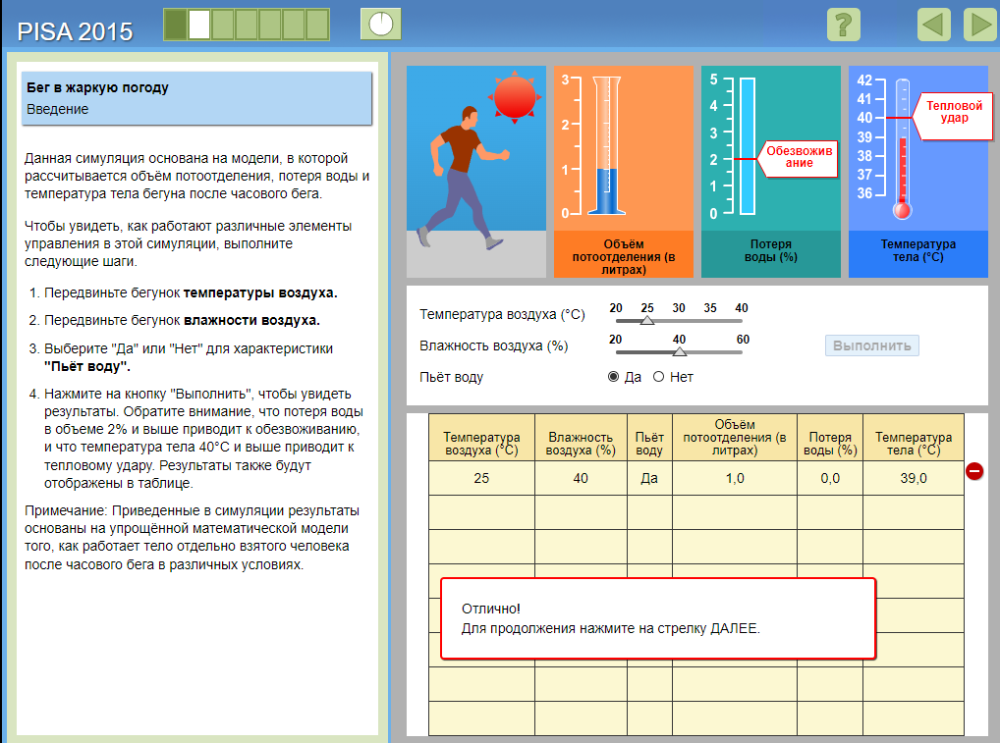 PISA 2015
?
Бег в жаркую погоду
Введение
Данная симуляция основана на модели, в которой
рассчитывается объём потоотделения, потеря воды и
температура тела бегуна после часового бега.
Чтобы увидеть, как работают различные элементы
управления в этой симуляции, выполните
следующие шаги.
1. Передвиньте бегунок температуры воздуха.
2. Передвиньте бегунок влажности воздуха.
3. Выберите "Да" или "Нет" для характеристики
"Пьёт воду".
4. Нажмите на кнопку "Выполнить", чтобы увидеть
результаты. Обратите внимание, что потеря воды
в объеме 2% и выше приводит к обезвоживанию,
и что температура тела 40°C и выше приводит к
тепловому удару. Результаты также будут
отображены в таблице.
Примечание: Приведенные в симуляции результаты
основаны на упрощённой математической модели
того, как работает тело отдельно взятого человека
после часового бега в различных условиях.
3
2
1
0
Объём
потоотделения (в
литрах)
5
4
3
2
1
0
Обезвожив
ание
Потеря
воды (%)
42
41
40
39
38
37
36
Тепловой
удар
Температура
тела (°C)
Температура воздуха (°C) 20 25 30 35 40
Влажность воздуха (%) 20 40 60
Выполнить
Пьёт воду Да Нет
Температура воздуха (°C) Влажность воздуха (%) Пьёт воду Объём потоотделения (в литрах) Потеря воды (%) Температура тела (°C)
25 40 Да 1,0 0,0 39,0
Отлично!
Для продолжения нажмите на стрелку ДАЛЕЕ.